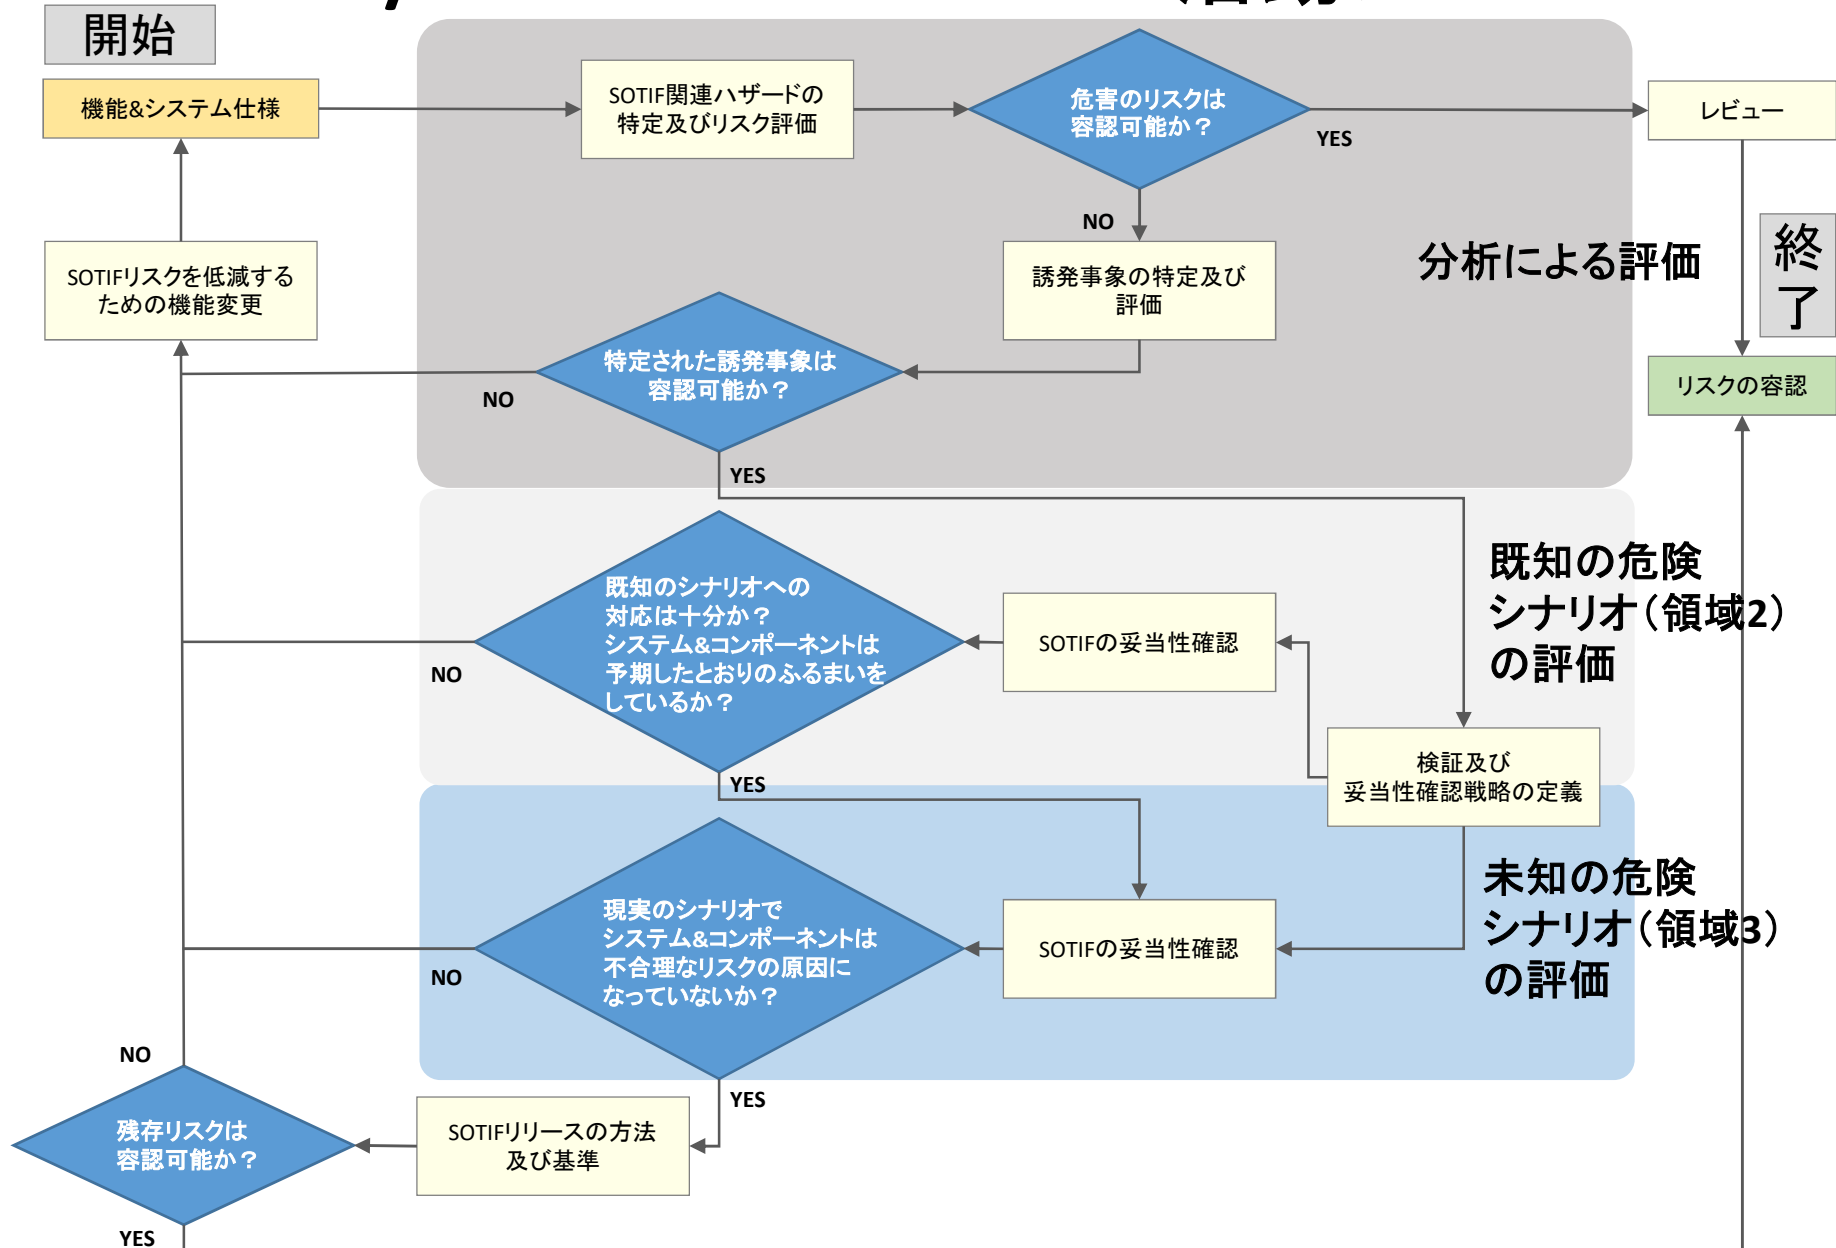 開始
機能&システム仕様
SOTIF関連ハザードの
特定及びリスク評価
危害のリスクは
容認可能か？
YES
レビュー
NO
SOTIFリスクを低減する
ための機能変更
誘発事象の特定及び
評価
分析による評価
終
了
特定された誘発事象は
容認可能か？
NO
リスクの容認
YES
既知のシナリオへの
対応は十分か？
システム&コンポーネントは
予期したとおりのふるまいを
しているか？
NO
SOTIFの妥当性確認
既知の危険
シナリオ（領域2）
の評価
検証及び
妥当性確認戦略の定義
YES
現実のシナリオで
システム&コンポーネントは
不合理なリスクの原因に
なっていないか？
NO
SOTIFの妥当性確認
未知の危険
シナリオ（領域3）
の評価
NO
YES
残存リスクは
容認可能か？
SOTIFリリースの方法
及び基準
YES